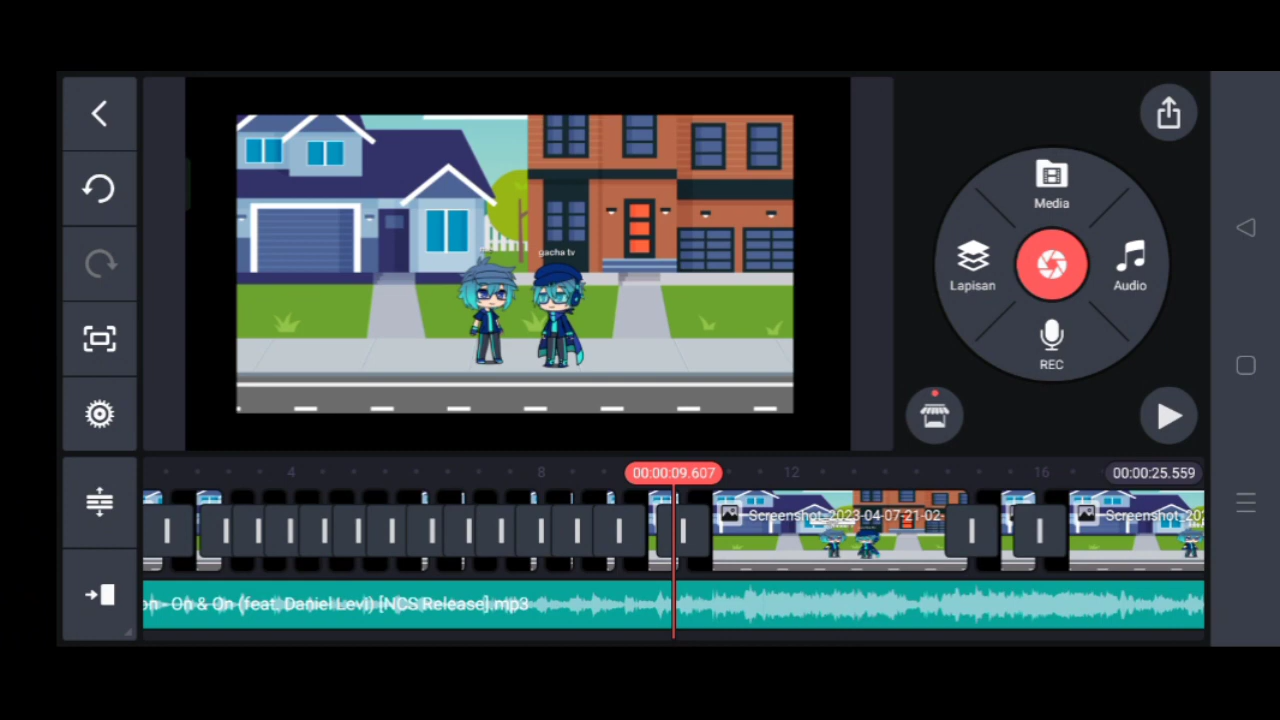 Media
Lapisan
Audio
REC
gacha tv
4
8
00:00:09.607
12
16
00:00:25.559
Screenshot_2023-04-07-21-02-
Screenshot_202
on - On & On (feat. Daniel Levi) [NCS Release].mp3